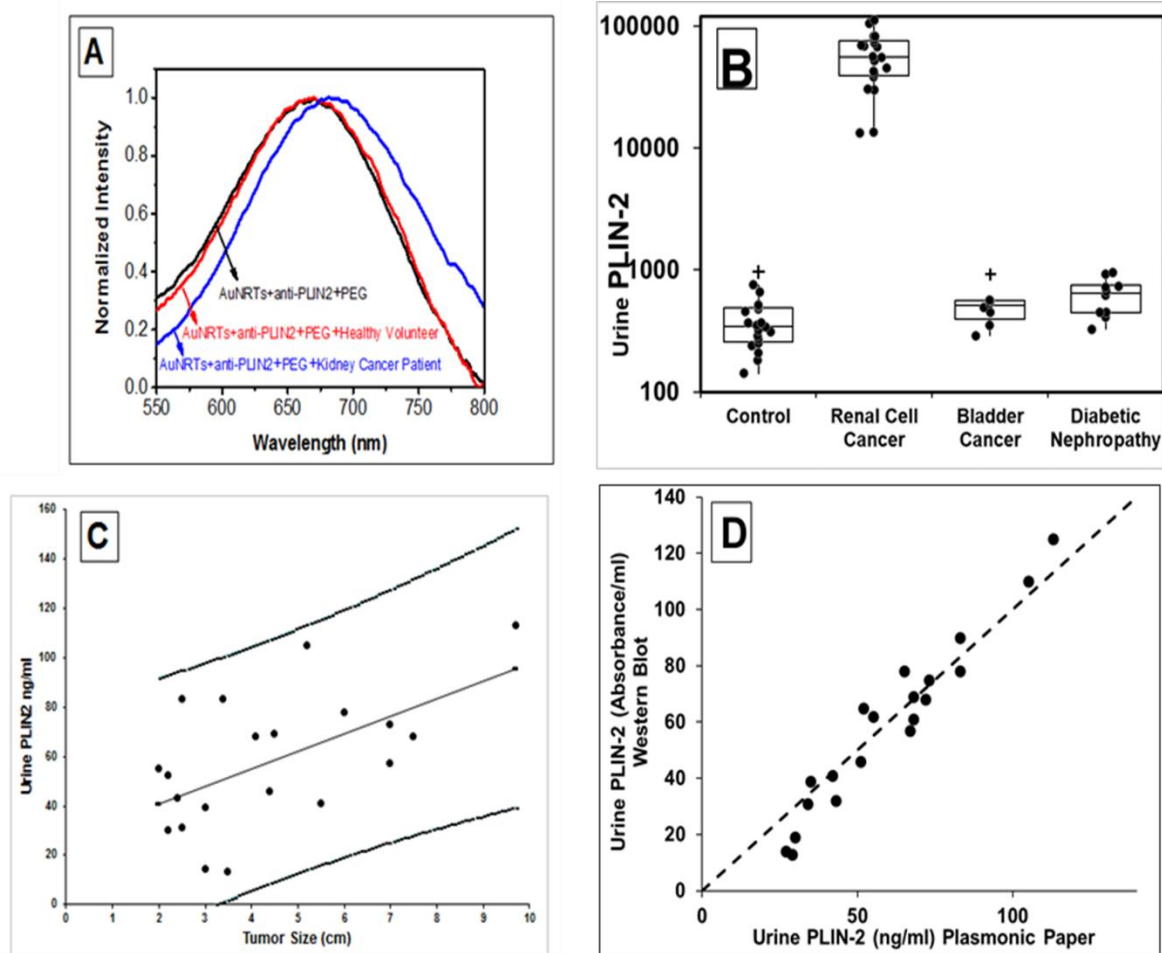 A
Normalized Intensity
1.0
0.8
0.6
0.4
0.2
0.0
AuNRTs+anti-PLIN2+PEG
AuNRTs+anti-PLIN2+PEG+Healthy Volunteer
AuNRTs+anti-PLIN2+PEG+Kidney Cancer Patient
550 600 650 700 750 800
Wavelength (nm)
B
Urine PLIN-2
100000
10000
1000
100
Control
Renal Cell
Cancer
Bladder
Cancer
Diabetic
Nephropathy
C
Urine PLIN2 ng/ml
160
140
120
100
80
60
40
20
0
0 1 2 3 4 5 6 7 8 9 10
Tumor Size (cm)
D
Urine PLIN-2 (Absorbance/ml)
Western Blot
140
120
100
80
60
40
20
0
0 50 100
Urine PLIN-2 (ng/ml) Plasmonic Paper